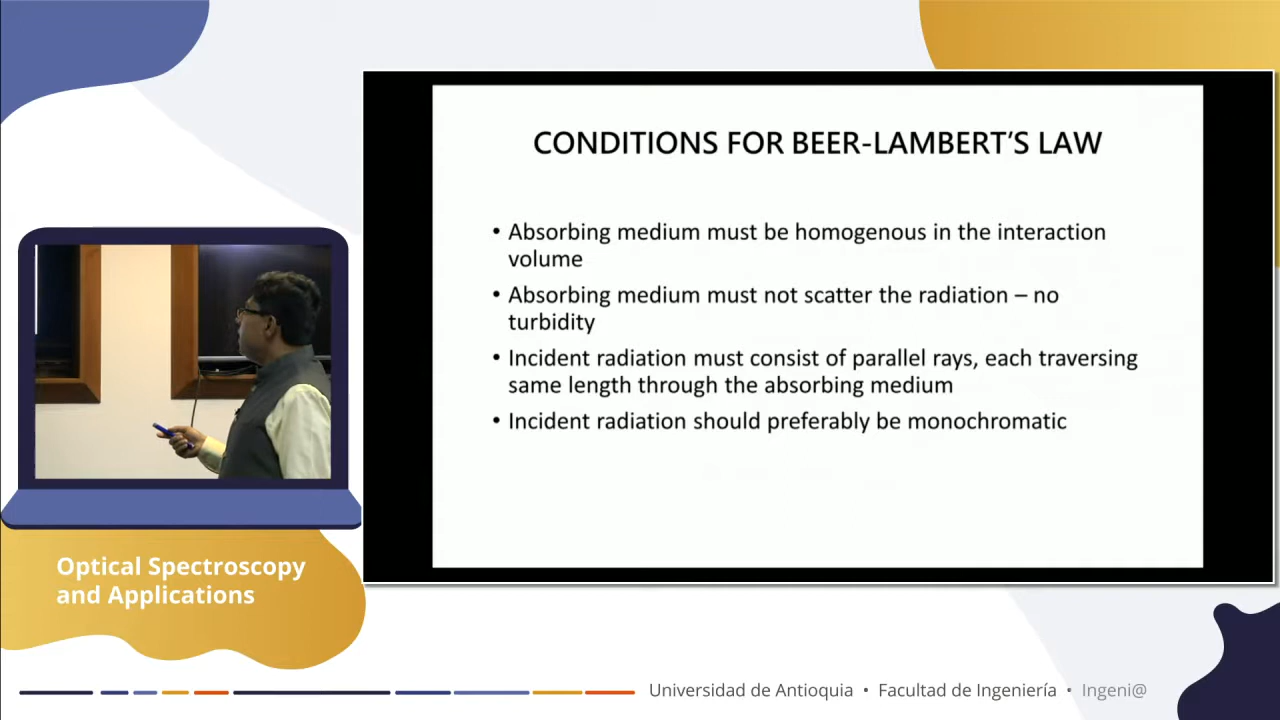 CONDITIONS FOR BEER-LAMBERT'S LAW
• Absorbing medium must be homogenous in the interaction
volume
• Absorbing medium must not scatter the radiation – no
turbidity
• Incident radiation must consist of parallel rays, each traversing
same length through the absorbing medium
• Incident radiation should preferably be monochromatic
Optical Spectroscopy
and Applications
Universidad de Antioquia • Facultad de Ingeniería • Ingeni@